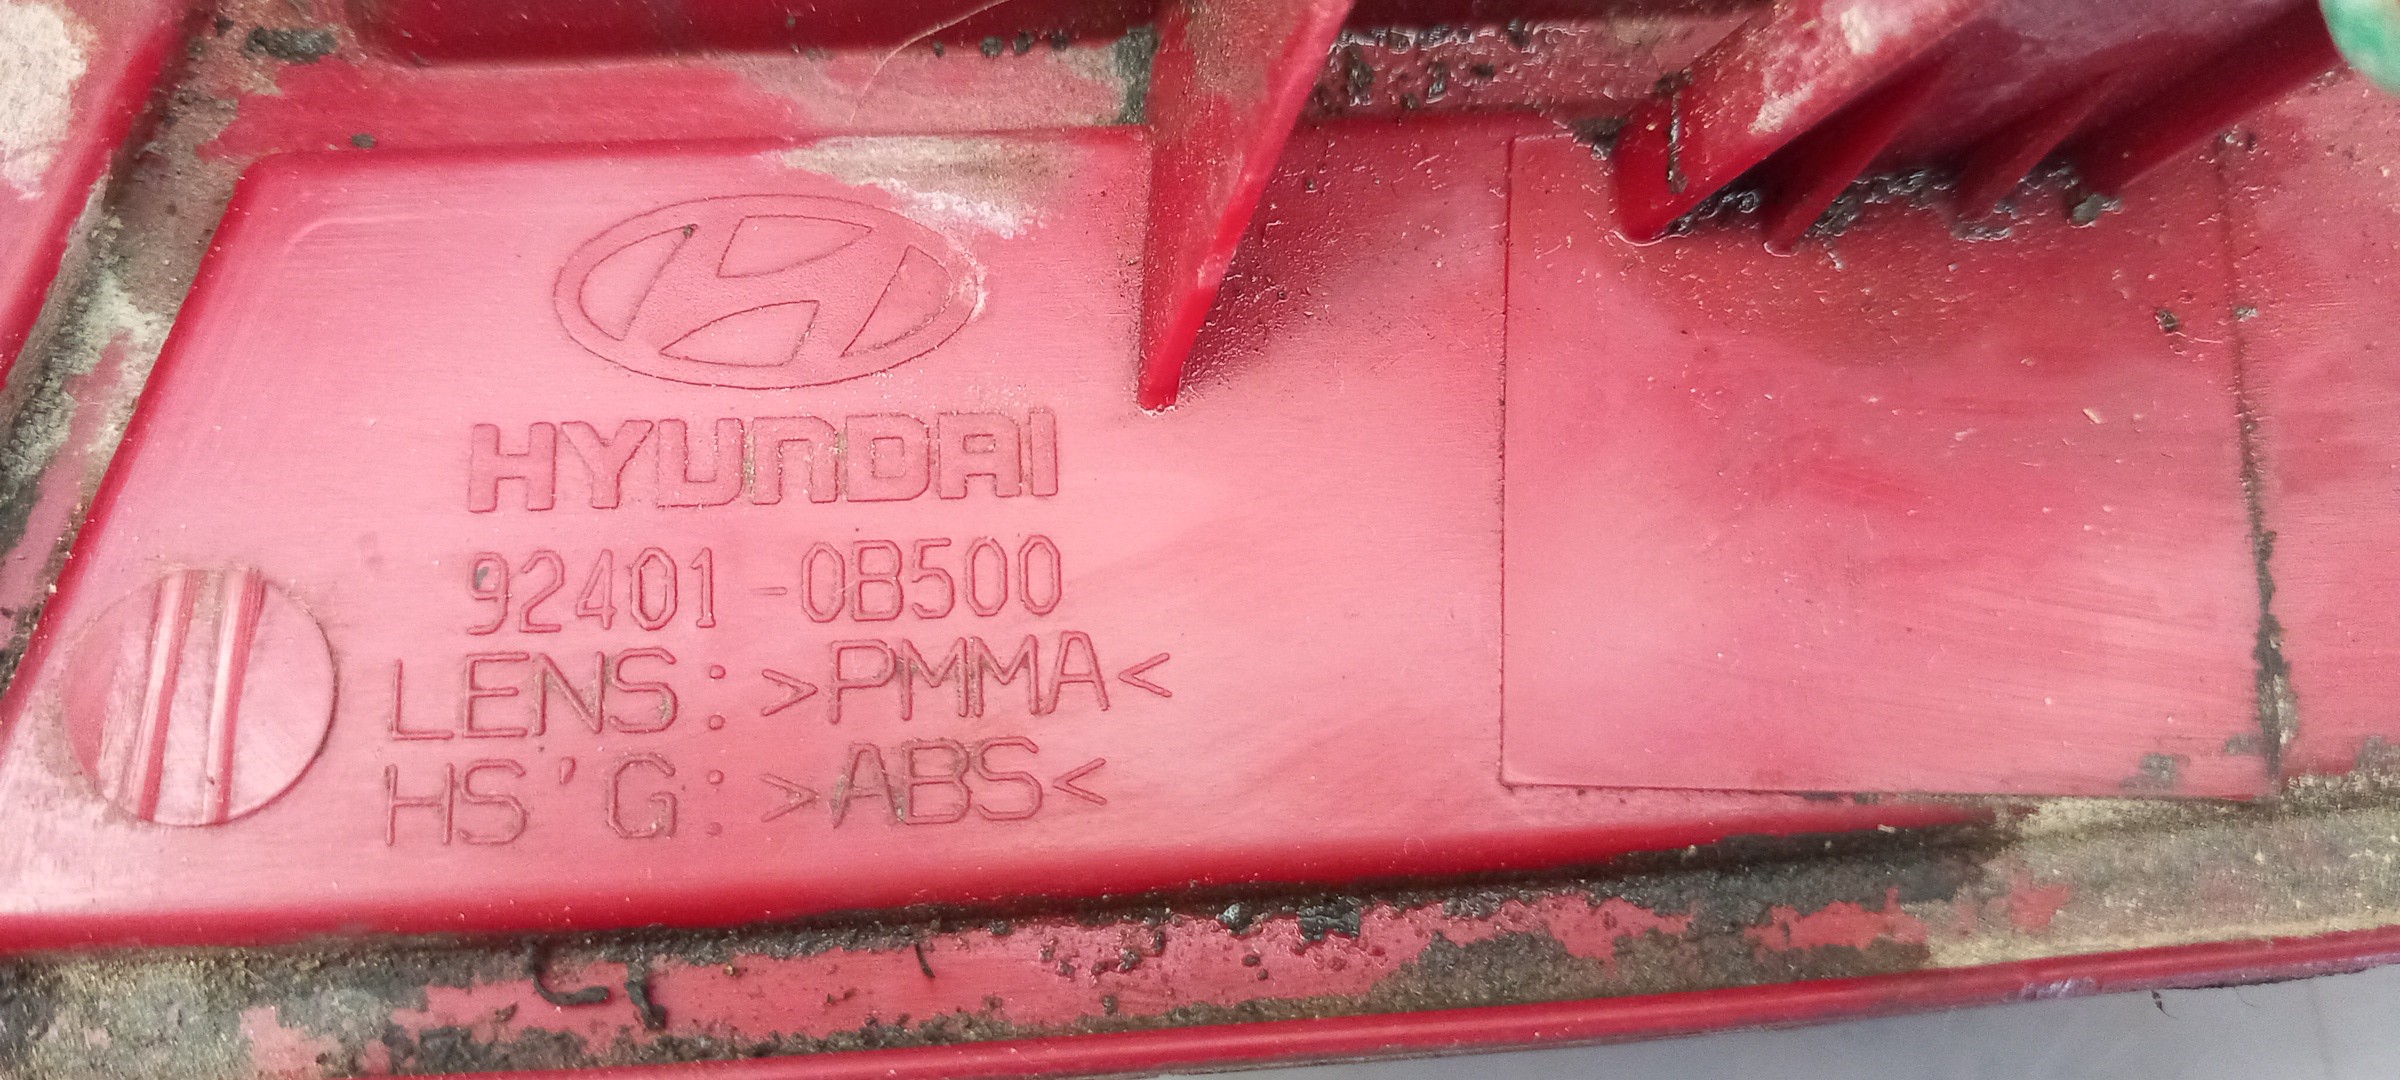 HYUNDAI
92401-0B500
LENS: >PMMA<
HS'G: >ABS<